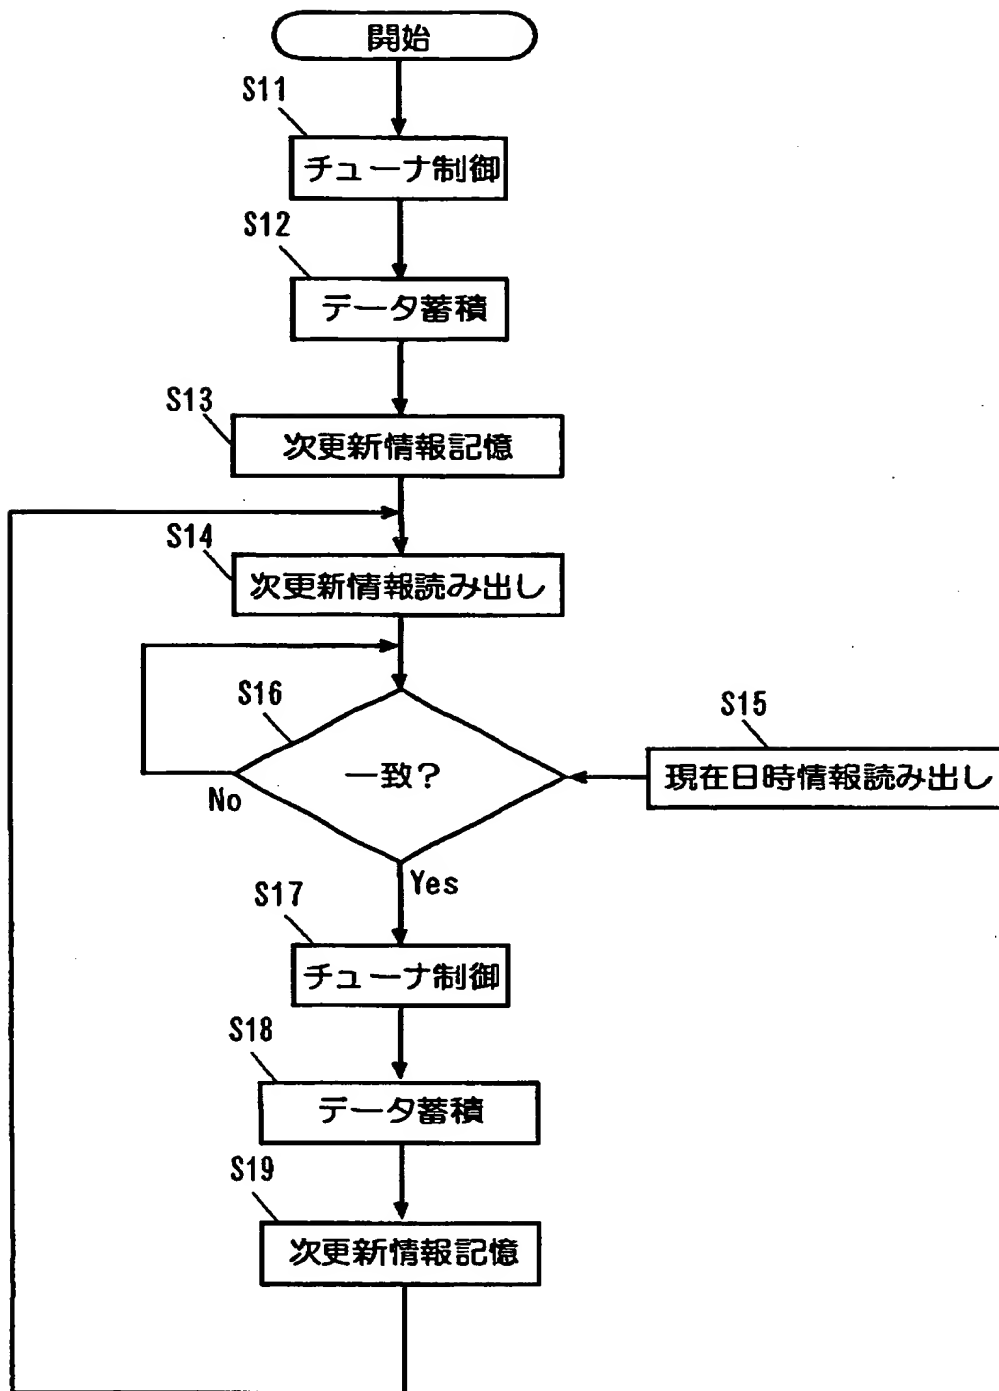 開始
S11
チューナ制御
S12
データ蓄積
S13
次更新情報記憶
S14
次更新情報読み出し
S16
一致?
No
S15
現在日時情報読み出し
Yes
S17
チューナ制御
S18
データ蓄積
S19
次更新情報記憶